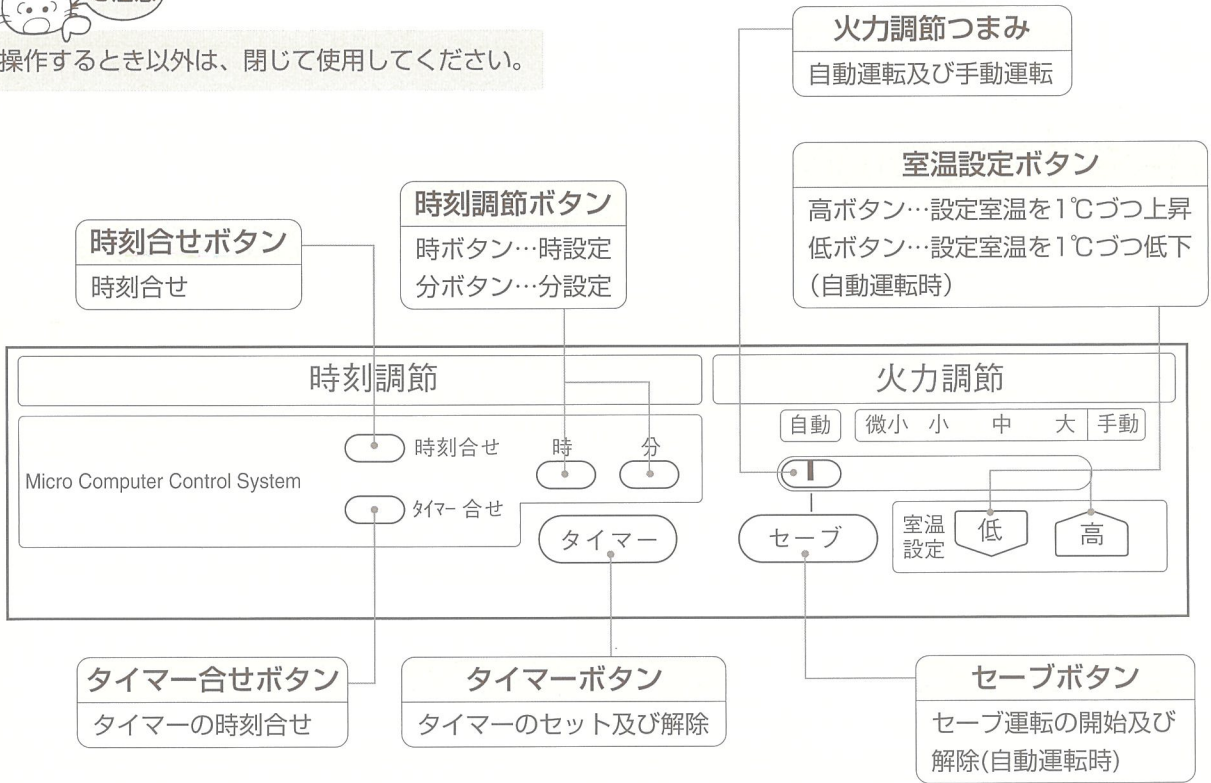 操作するとき以外は、閉じて使用してください。
火力調節つまみ
自動運転及び手動運転
室温設定ボタン
高ボタン…設定室温を1℃づつ上昇
低ボタン…設定室温を1℃づつ低下
(自動運転時)
時刻調節ボタン
時ボタン…時設定
分ボタン…分設定
時刻合せボタン
時刻合せ
時刻調節
火力調節
自動 微小 小 中 大 手動
時刻合せ 時 分
Micro Computer Control System
タイマー 合せ
タイマー
セーブ
室温
設定
低
高
タイマー合せボタン
タイマーの時刻合せ
タイマーボタン
タイマーのセット及び解除
セーブボタン
セーブ運転の開始及び
解除(自動運転時)